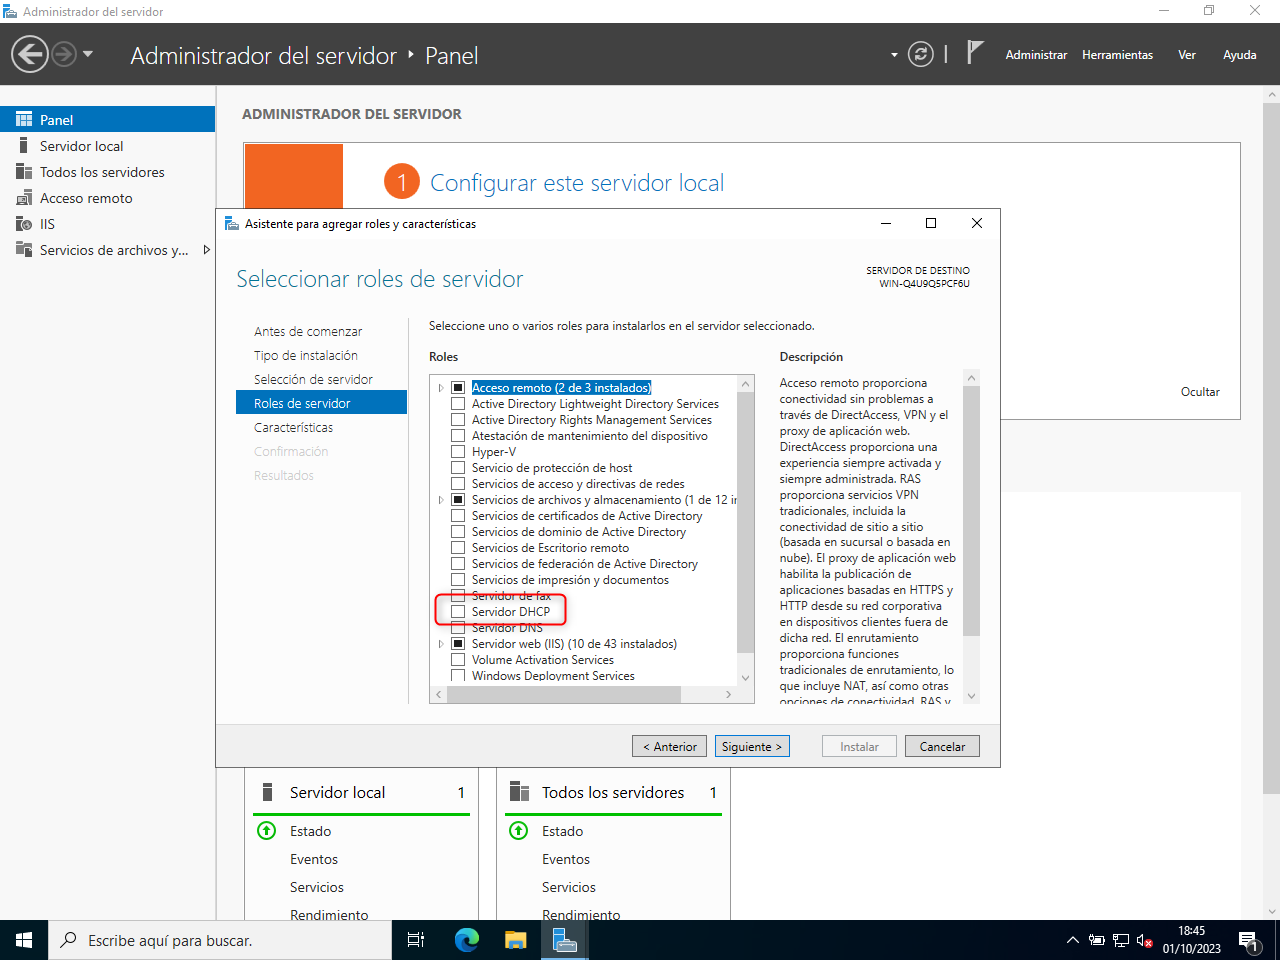 Administrador del servidor
Administrador del servidor ‣ Panel
Administrar
Herramientas
Ver
Ayuda
Panel
Servidor local
Todos los servidores
Acceso remoto
IIS
Servicios de archivos y...
ADMINISTRADOR DEL SERVIDOR
1 Configurar este servidor local
Ocultar
Asistente para agregar roles y características
Seleccionar roles de servidor
SERVIDOR DE DESTINO
WIN-Q4U9Q5PCF6U
Antes de comenzar
Tipo de instalación
Selección de servidor
Roles de servidor
Características
Confirmación
Resultados
Seleccione uno o varios roles para instalarlos en el servidor seleccionado.
Roles
Acceso remoto (2 de 3 instalados)
Active Directory Lightweight Directory Services
Active Directory Rights Management Services
Atestación de mantenimiento del dispositivo
Hyper-V
Servicio de protección de host
Servicios de acceso y directivas de redes
Servicios de archivos y almacenamiento (1 de 12 in
Servicios de certificados de Active Directory
Servicios de dominio de Active Directory
Servicios de Escritorio remoto
Servicios de federación de Active Directory
Servicios de impresión y documentos
Servidor de fax
Servidor DHCP
Servidor DNS
Servidor web (IIS) (10 de 43 instalados)
Volume Activation Services
Windows Deployment Services
Descripción
Acceso remoto proporciona
conectividad sin problemas a
través de DirectAccess, VPN y el
proxy de aplicación web.
DirectAccess proporciona una
experiencia siempre activada y
siempre administrada. RAS
proporciona servicios VPN
tradicionales, incluida la
conectividad de sitio a sitio
(basada en sucursal o basada en
nube). El proxy de aplicación web
habilita la publicación de
aplicaciones basadas en HTTPS y
HTTP desde su red corporativa
en dispositivos clientes fuera de
dicha red. El enrutamiento
proporciona funciones
tradicionales de enrutamiento, lo
que incluye NAT, así como otras
opciones de conectividad. RAS y
< Anterior
Siguiente >
Instalar
Cancelar
Servidor local 1
Estado
Eventos
Servicios
Rendimiento
Todos los servidores 1
Estado
Eventos
Servicios
Rendimiento
Escribe aquí para buscar.
18:45
01/10/2023
1